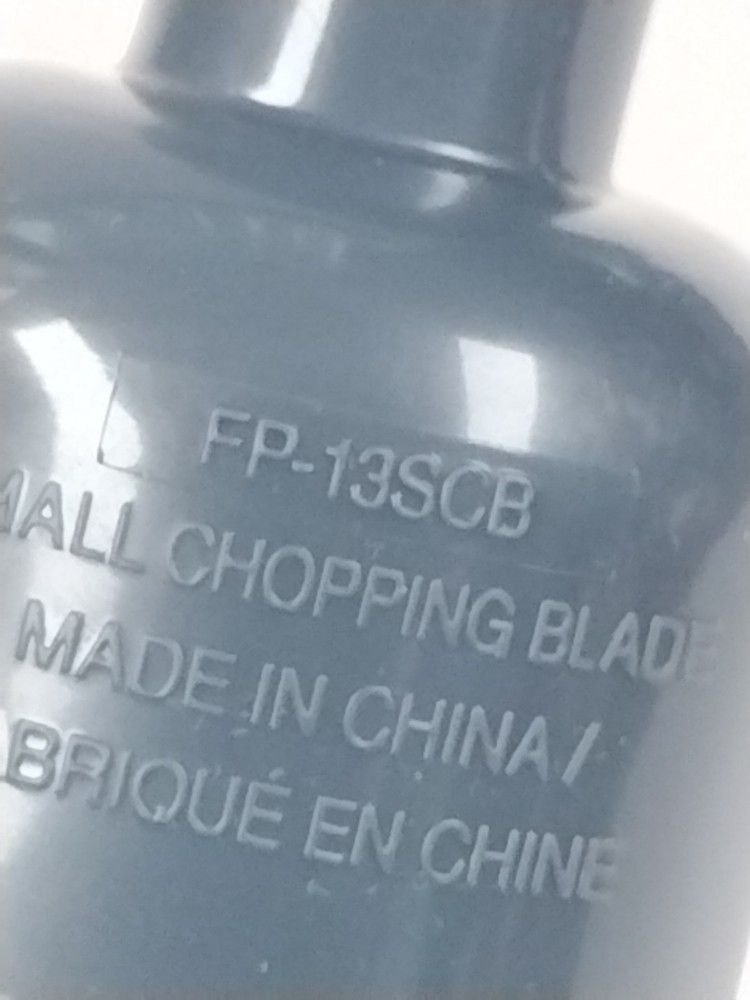 FP-13SCB
MALL CHOPPING BLADE
MADE IN CHINA/
ABRIQUÉ EN CHINE